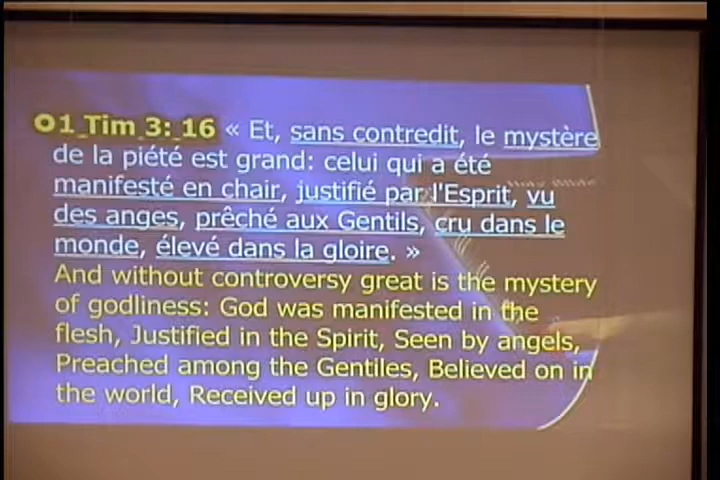 1 Tim 3: 16 « Et, sans contredit, le mystère
de la piété est grand: celui qui a été
manifesté en chair, justifié par l'Esprit, vu
des anges, prêché aux Gentils, cru dans le
monde, élevé dans la gloire. »
And without controversy great is the mystery
of godliness: God was manifested in the
flesh, Justified in the Spirit, Seen by angels,
Preached among the Gentiles, Believed on in
the world, Received up in glory.